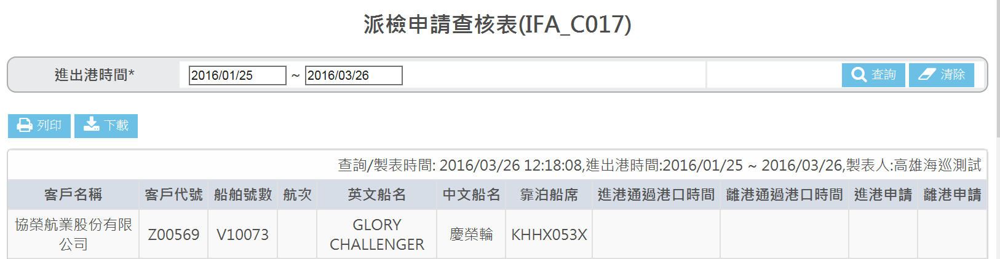 派檢申請查核表(IFA_C017)
進出港時間* 2016/01/25 ~ 2016/03/26 查詢 清除
列印 下載
查詢/製表時間: 2016/03/26 12:18:08,進出港時間:2016/01/25 ~ 2016/03/26,製表人:高雄海巡測試
客戶名稱 客戶代號 船舶號數 航次 英文船名 中文船名 靠泊船席 進港通過港口時間 離港通過港口時間 進港申請 離港申請
協榮航業股份有限
公司 Z00569 V10073 GLORY
CHALLENGER 慶榮輪 KHHX053X